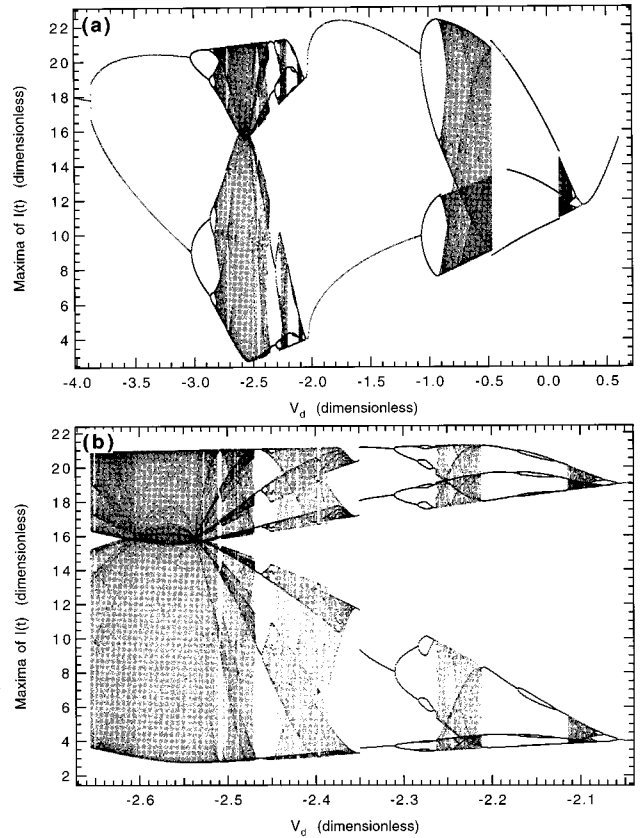 (a)
22
20
18
16
14
12
10
8
6
4
Maxima of I(t) (dimensionless)
-4.0 -3.5 -3.0 -2.5 -2.0 -1.5 -1.0 -0.5 0.0 0.5
V_d (dimensionless)
(b)
22
20
18
16
14
12
10
8
6
4
2
Maxima of I(t) (dimensionless)
-2.6 -2.5 -2.4 -2.3 -2.2 -2.1
V_d (dimensionless)